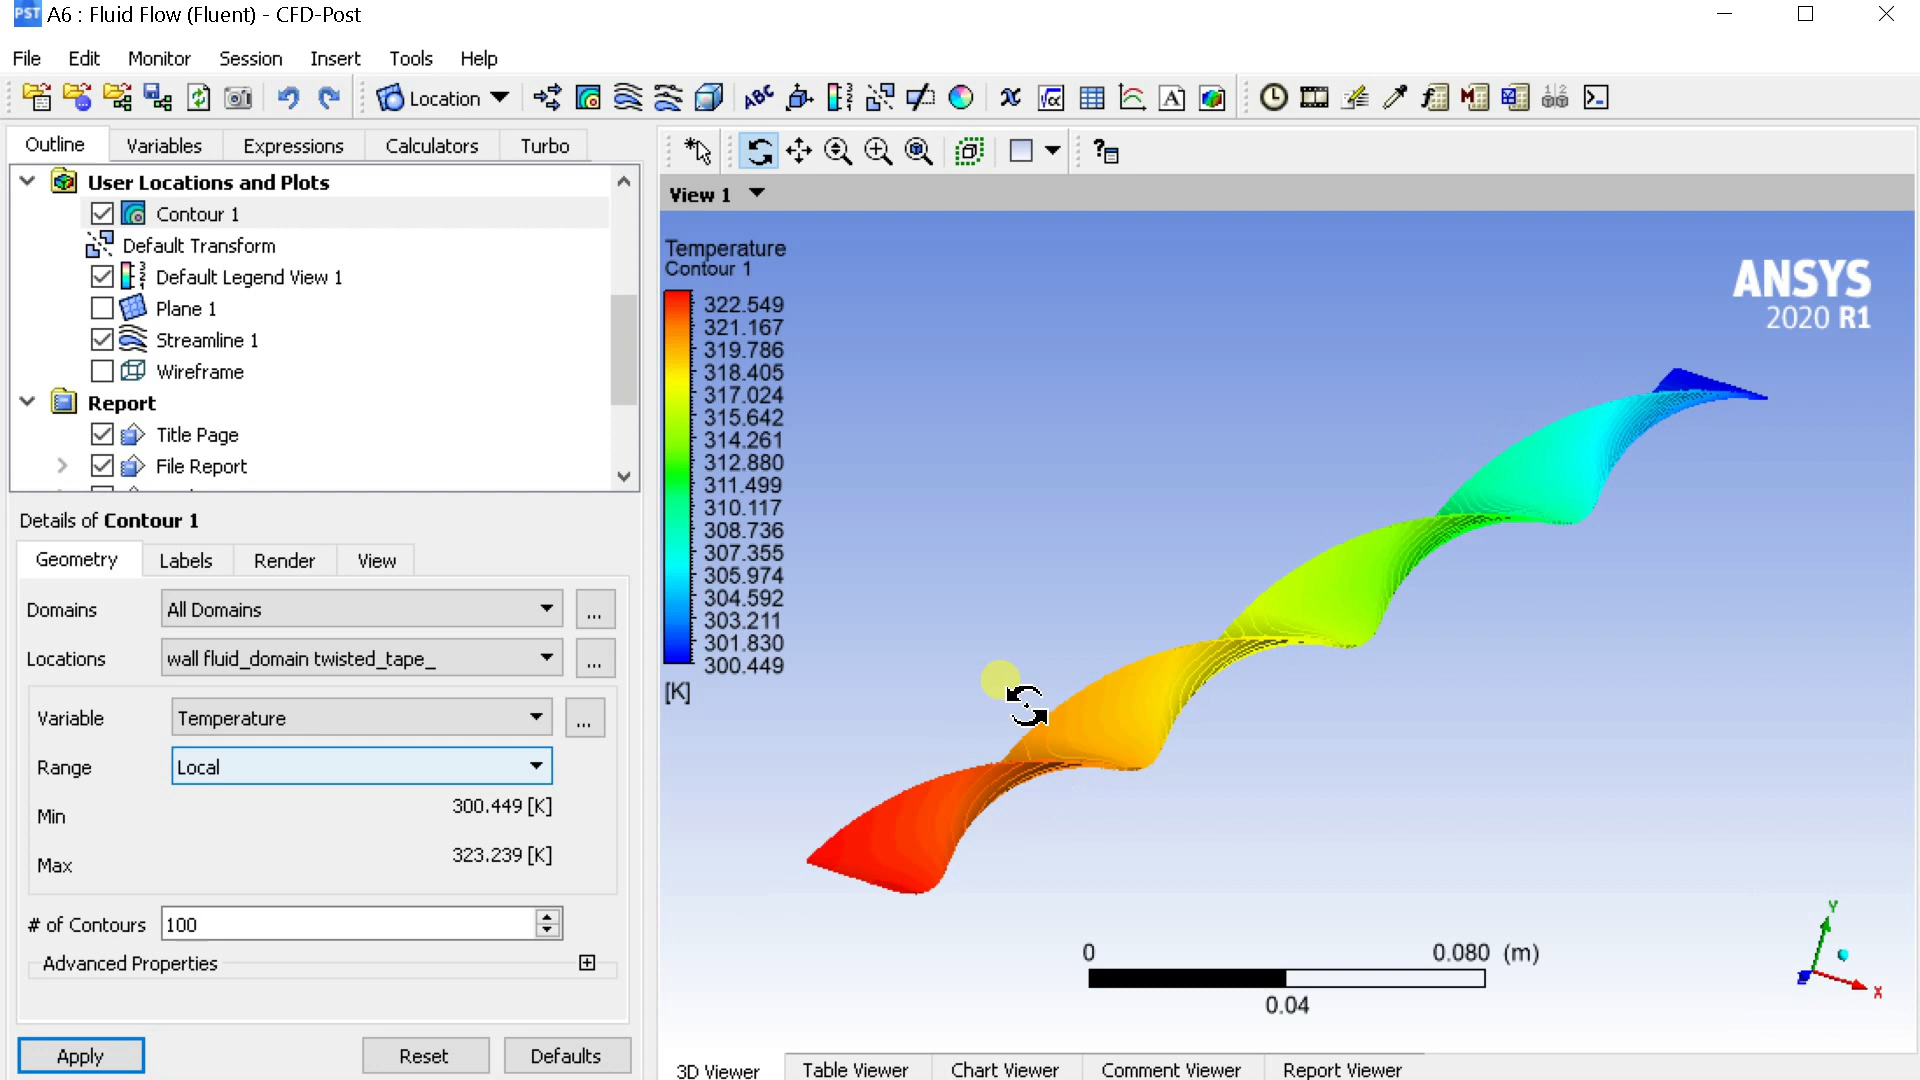 PST A6 : Fluid Flow (Fluent) - CFD-Post
File Edit Monitor Session Insert Tools Help
Location
Outline Variables Expressions Calculators Turbo
User Locations and Plots
Contour 1
Default Transform
Default Legend View 1
Plane 1
Streamline 1
Wireframe
Report
Title Page
File Report
Details of Contour 1
Geometry Labels Render View
Domains All Domains ...
Locations wall fluid_domain twisted_tape_ ...
Variable Temperature ...
Range Local
Min 300.449 [K]
Max 323.239 [K]
# of Contours 100
Advanced Properties
Apply Reset Defaults
View 1
Temperature
Contour 1
322.549
321.167
319.786
318.405
317.024
315.642
314.261
312.880
311.499
310.117
308.736
307.355
305.974
304.592
303.211
301.830
300.449
[K]
ANSYS
2020 R1
0 0.080 (m)
0.04
Y
X
3D Viewer Table Viewer Chart Viewer Comment Viewer Report Viewer